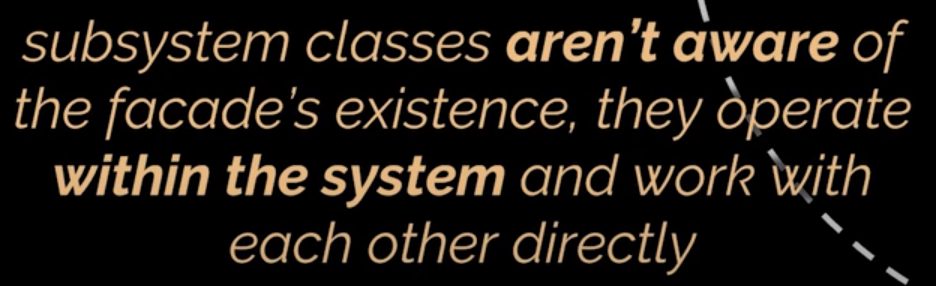 subsystem classes aren't aware of
the facade's existence, they operate
within the system and work with
each other directly